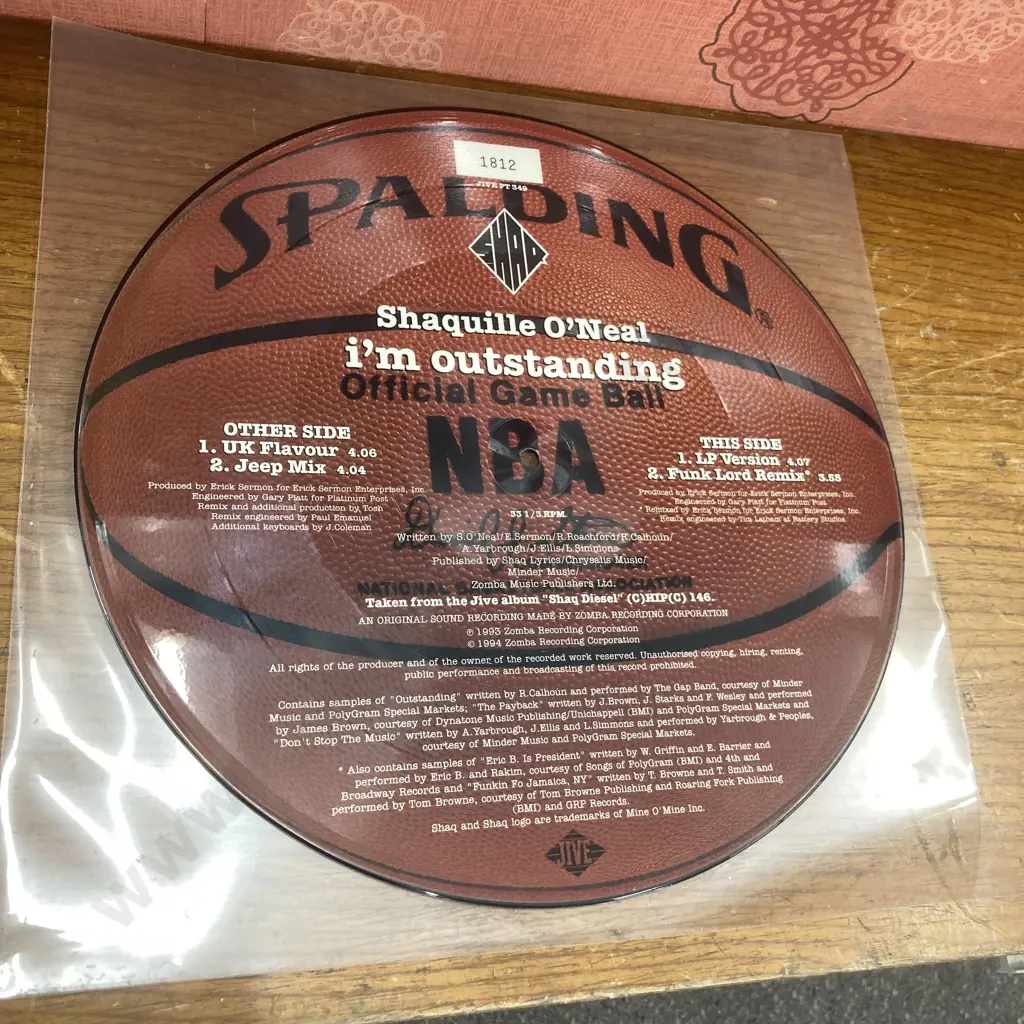 1812
JIVE PT 349
SPALDING®
SHAQ
Shaquille O'Neal
i'm outstanding
Official Game Ball
NBA
OTHER SIDE
1. UK Flavour 4.06
2. Jeep Mix 4.04
Produced by Erick Sermon for Erick Sermon Enterprises, Inc.
Engineered by Gary Platt for Platinum Post
Remix and additional production by Tosh
Remix engineered by Paul Emanuel
Additional keyboards by J.Coleman
THIS SIDE
1. LP Version 4.07
2. Funk Lord Remix* 3.55
Produced by Erick Sermon for Erick Sermon Enterprises, Inc.
Engineered by Gary Platt for Platinum Post
Remixed by Erick Sermon for Erick Sermon Enterprises, Inc.
Remix engineered by Tim Latham at Battery Studios
33 1/3 RPM.
Written by S.O'Neal/E.Sermon/R.Roachford/R.Calhoun/
A.Yarbrough/J.Ellis/L.Simmons
Published by Shaq Lyrics/Chrysalis Music/
Minder Music/
Zomba Music Publishers Ltd.
NATIONAL ASSOCIATION
Taken from the Jive album "Shaq Diesel" (C)HIP(C) 146.
AN ORIGINAL SOUND RECORDING MADE BY ZOMBA RECORDING CORPORATION
℗ 1993 Zomba Recording Corporation
© 1994 Zomba Recording Corporation
All rights of the producer and of the owner of the recorded work reserved. Unauthorised copying, hiring, renting,
public performance and broadcasting of this record prohibited.
Contains samples of "Outstanding" written by R.Calhoun and performed by The Gap Band, courtesy of Minder
Music and PolyGram Special Markets; "The Payback" written by J.Brown, J. Starks and F. Wesley and performed
by James Brown, courtesy of Dynatone Music Publishing/Unichappell (BMI) and PolyGram Special Markets and
"Don't Stop The Music" written by A.Yarbrough, J.Ellis and L.Simmons and performed by Yarbrough & Peoples,
courtesy of Minder Music and PolyGram Special Markets.
* Also contains samples of "Eric B. Is President" written by W. Griffin and E. Barrier and
performed by Eric B. and Rakim, courtesy of Songs of PolyGram (BMI) and 4th and
Broadway Records and "Funkin Fo Jamaica, NY" written by T. Browne and T. Smith and
performed by Tom Browne, courtesy of Tom Browne Publishing and Roaring Fork Publishing
(BMI) and GRP Records.
Shaq and Shaq logo are trademarks of Mine O'Mine Inc.
JIVE
www.